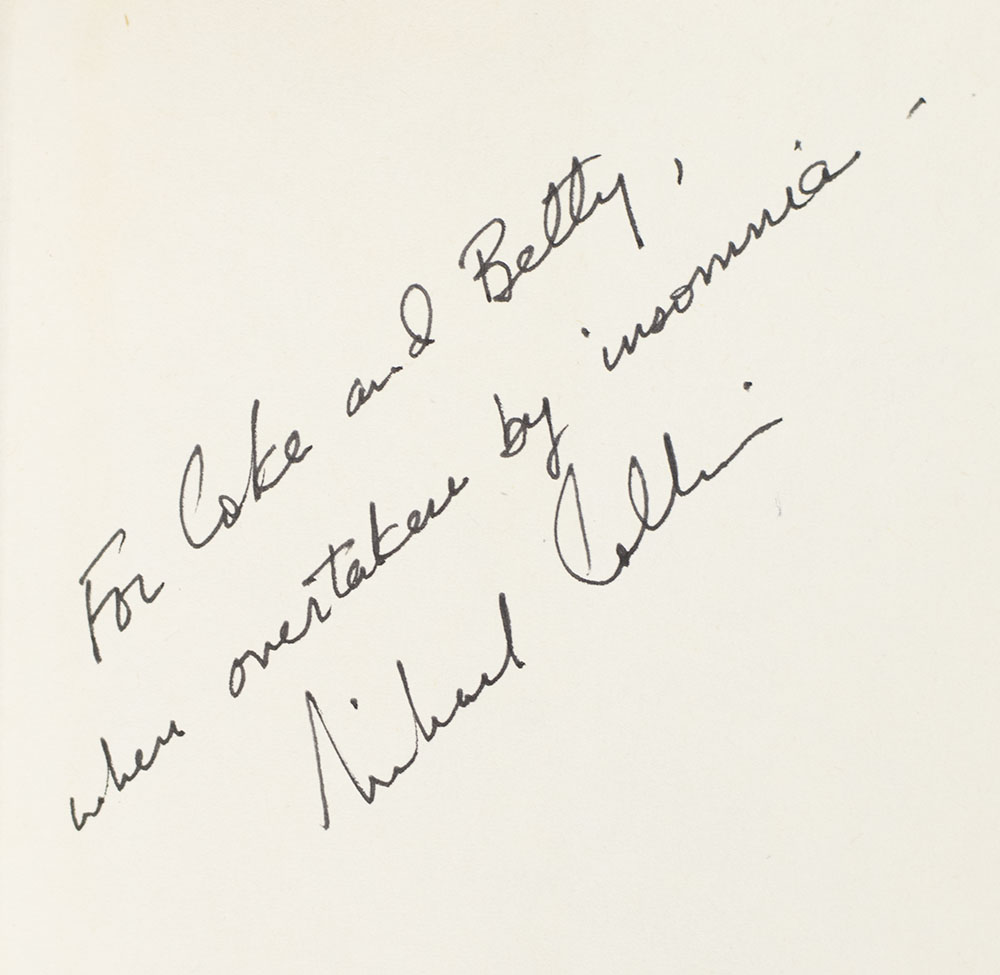 For Coke and Betty,
when overtaken by insomnia -
Michael Collins